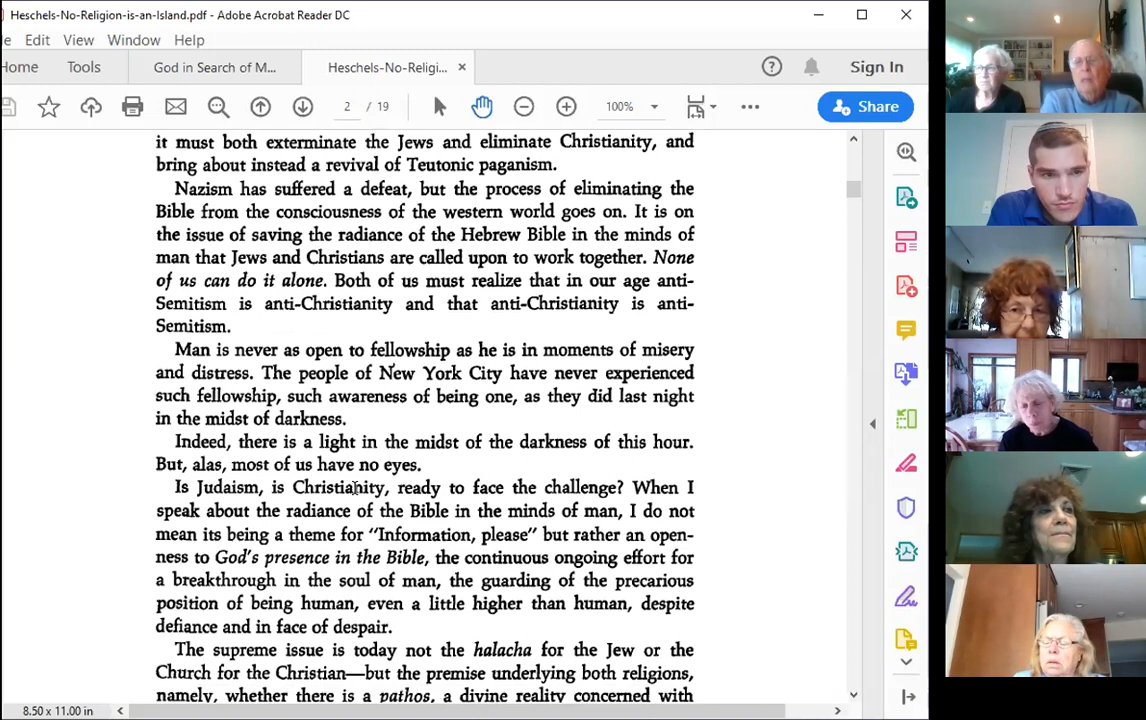 Heschels-No-Religion-is-an-Island.pdf - Adobe Acrobat Reader DC
le Edit View Window Help
Home Tools God in Search of M... Heschels-No-Religi... ×
Sign In
2 / 19 100% Share
it must both exterminate the Jews and eliminate Christianity, and
bring about instead a revival of Teutonic paganism.
Nazism has suffered a defeat, but the process of eliminating the
Bible from the consciousness of the western world goes on. It is on
the issue of saving the radiance of the Hebrew Bible in the minds of
man that Jews and Christians are called upon to work together. None
of us can do it alone. Both of us must realize that in our age anti-
Semitism is anti-Christianity and that anti-Christianity is anti-
Semitism.
Man is never as open to fellowship as he is in moments of misery
and distress. The people of New York City have never experienced
such fellowship, such awareness of being one, as they did last night
in the midst of darkness.
Indeed, there is a light in the midst of the darkness of this hour.
But, alas, most of us have no eyes.
Is Judaism, is Christianity, ready to face the challenge? When I
speak about the radiance of the Bible in the minds of man, I do not
mean its being a theme for "Information, please" but rather an open-
ness to God's presence in the Bible, the continuous ongoing effort for
a breakthrough in the soul of man, the guarding of the precarious
position of being human, even a little higher than human, despite
defiance and in face of despair.
The supreme issue is today not the halacha for the Jew or the
Church for the Christian—but the premise underlying both religions,
namely, whether there is a pathos, a divine reality concerned with
8.50 x 11.00 in